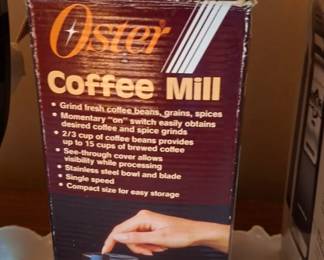 Oster
Coffee Mill
• Grind fresh coffee beans, grains, spices
• Momentary "on" switch easily obtains
desired coffee and spice grinds
• 2/3 cup of coffee beans provides
up to 15 cups of brewed coffee
• See-through cover allows
visibility while processing
• Stainless steel bowl and blade
• Single speed
• Compact size for easy storage